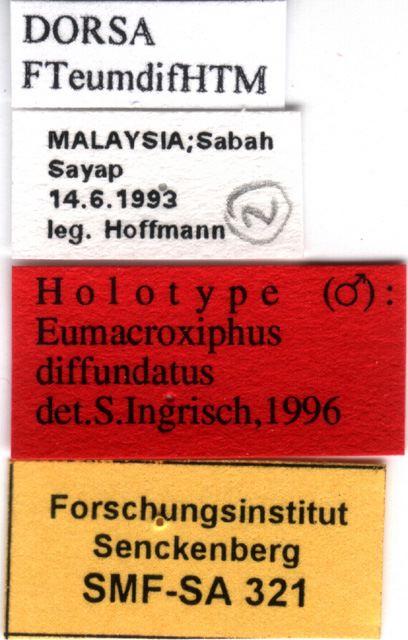 DORSA
FTeumdifHTM
MALAYSIA;Sabah
Sayap
14.6.1993
leg. Hoffmann 2
Holotype (♂):
Eumacroxiphus
diffundatus
det.S.Ingrisch,1996
Forschungsinstitut
Senckenberg
SMF-SA 321